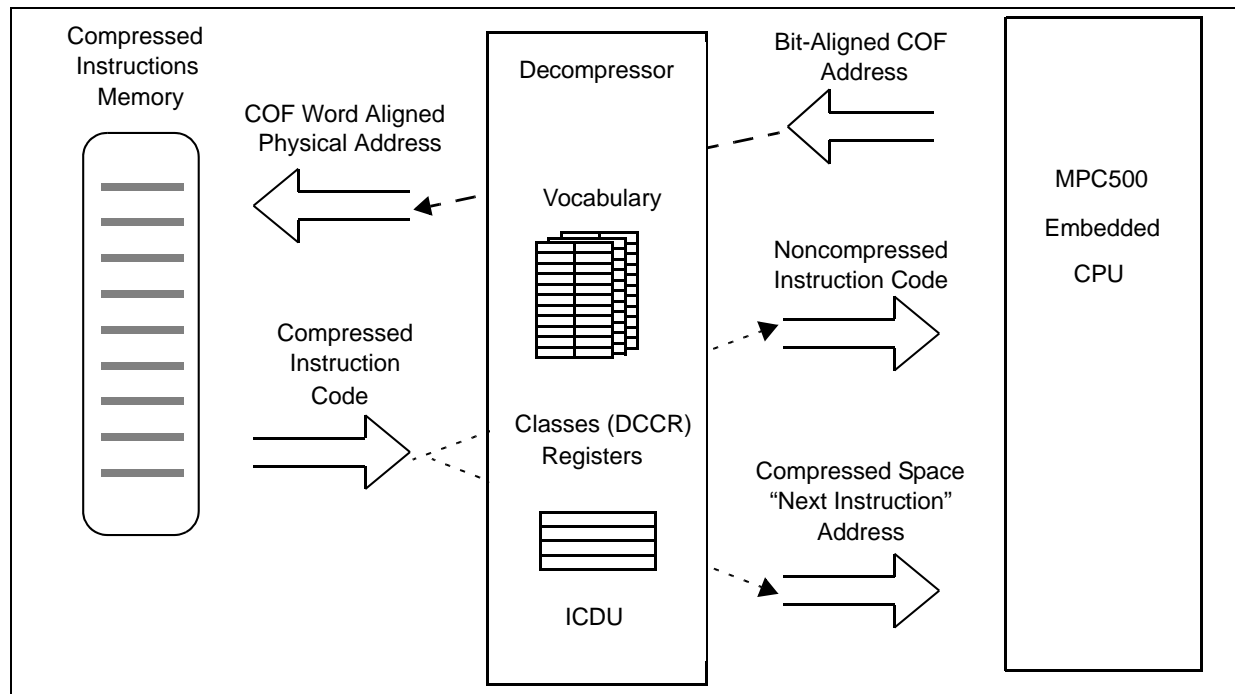 Compressed
Instructions
Memory
COF Word Aligned
Physical Address
Compressed
Instruction
Code
Decompressor
Vocabulary
Classes (DCCR)
Registers
ICDU
Bit-Aligned COF
Address
Noncompressed
Instruction Code
Compressed Space
“Next Instruction”
Address
MPC500
Embedded
CPU